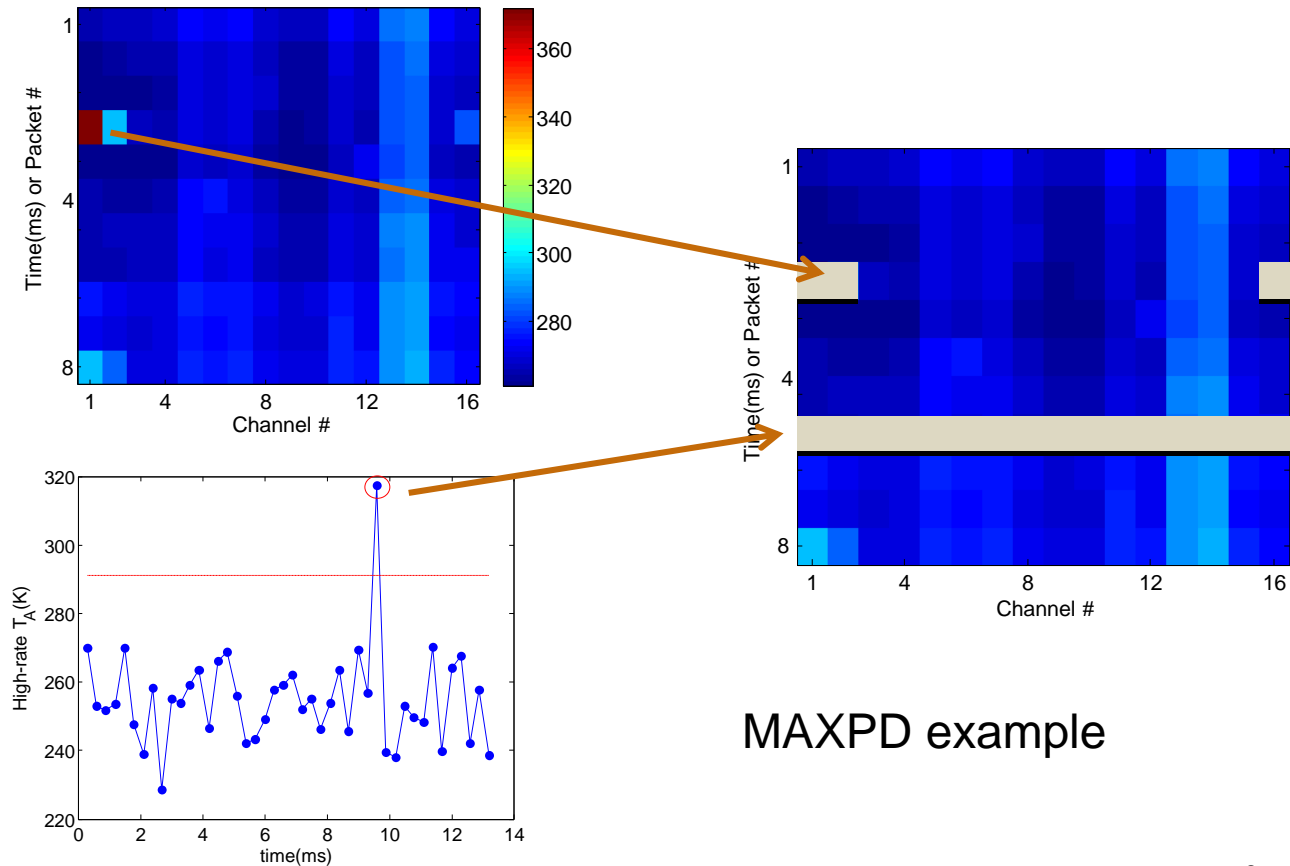 1
4
8
Time(ms) or Packet #
1 4 8 12 16
Channel #
360
340
320
300
280
320
300
280
260
240
220
High-rate T_A(K)
0 2 4 6 8 10 12 14
time(ms)
1
4
8
Time(ms) or Packet #
1 4 8 12 16
Channel #
MAXPD example